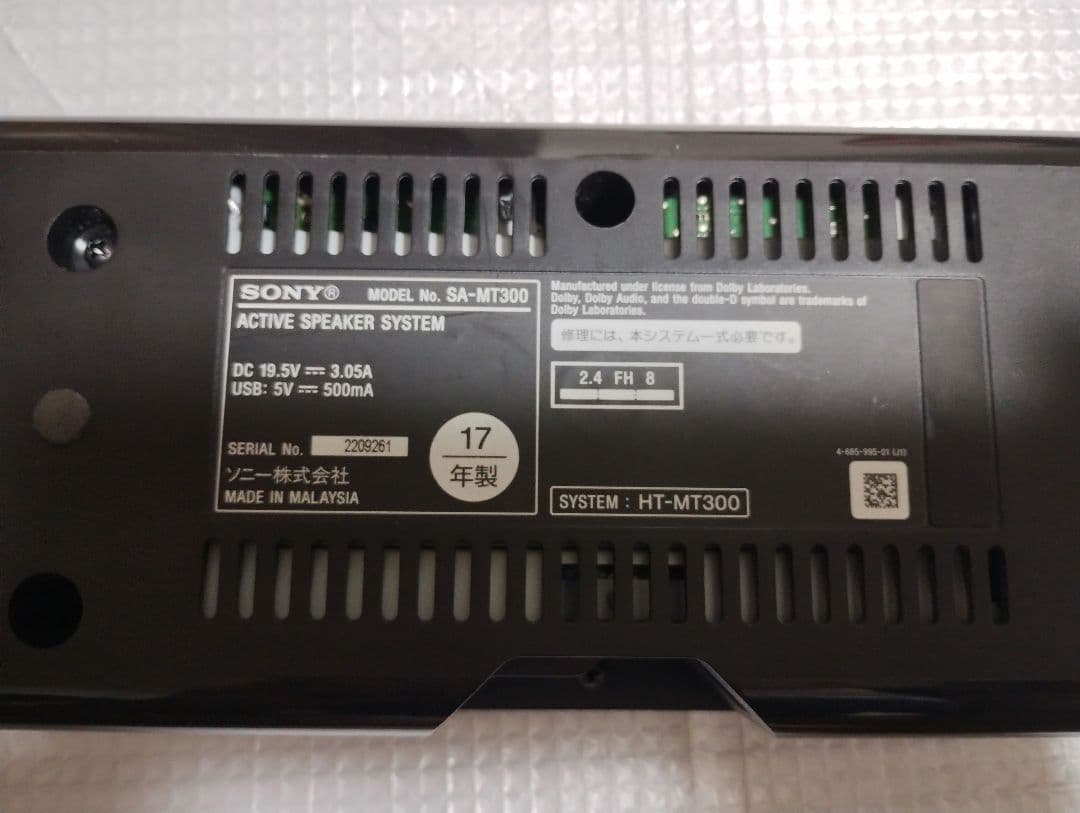 SONY® MODEL No. SA-MT300
ACTIVE SPEAKER SYSTEM
DC 19.5V ⎓ 3.05A
USB: 5V ⎓ 500mA
SERIAL No. 2209261
ソニー株式会社
MADE IN MALAYSIA
17
年製
Manufactured under license from Dolby Laboratories.
Dolby, Dolby Audio, and the double-D symbol are trademarks of
Dolby Laboratories.
修理には、本システム一式必要です。
2.4 FH 8
4-685-995-01 (J1)
SYSTEM : HT-MT300